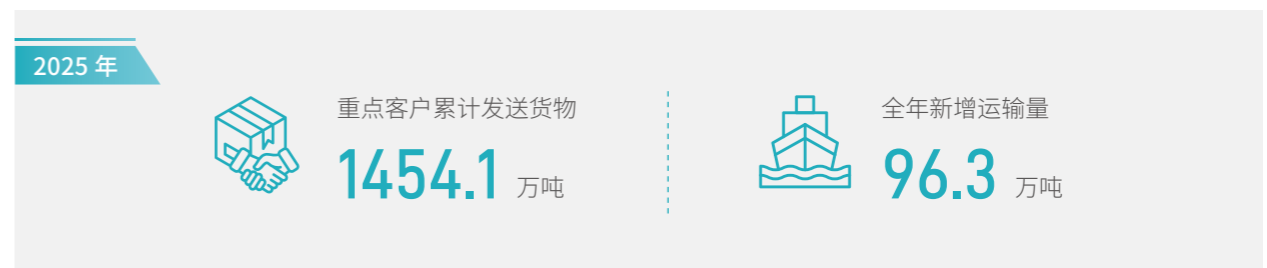 2025 年
重点客户累计发送货物
1454.1 万吨
全年新增运输量
96.3 万吨